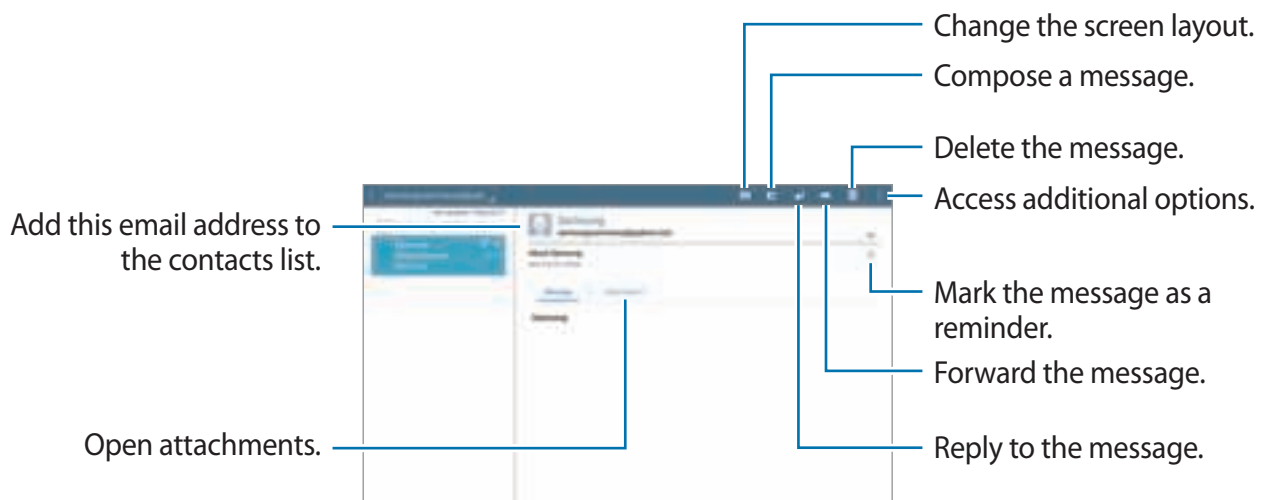 Change the screen layout.
Compose a message.
Delete the message.
Access additional options.
Add this email address to
the contacts list.
Mark the message as a
reminder.
Forward the message.
Open attachments.
Reply to the message.